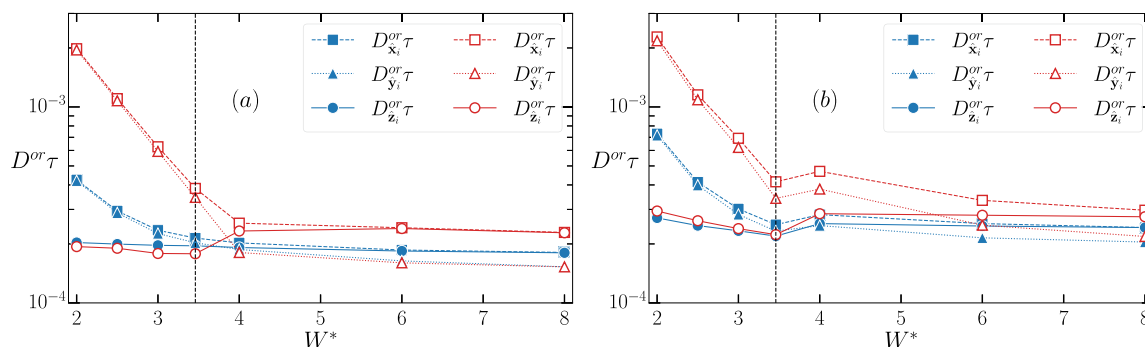 (a)
D^{or}_{\hat{x}_i}τ D^{or}_{\hat{x}_i}τ
D^{or}_{\hat{y}_i}τ D^{or}_{\hat{y}_i}τ
D^{or}_{\hat{z}_i}τ D^{or}_{\hat{z}_i}τ
10^{-3}
D^{or}τ
10^{-4}
2 3 4 5 6 7 8
W*
(b)
D^{or}_{\hat{x}_i}τ D^{or}_{\hat{x}_i}τ
D^{or}_{\hat{y}_i}τ D^{or}_{\hat{y}_i}τ
D^{or}_{\hat{z}_i}τ D^{or}_{\hat{z}_i}τ
10^{-3}
D^{or}τ
10^{-4}
2 3 4 5 6 7 8
W*